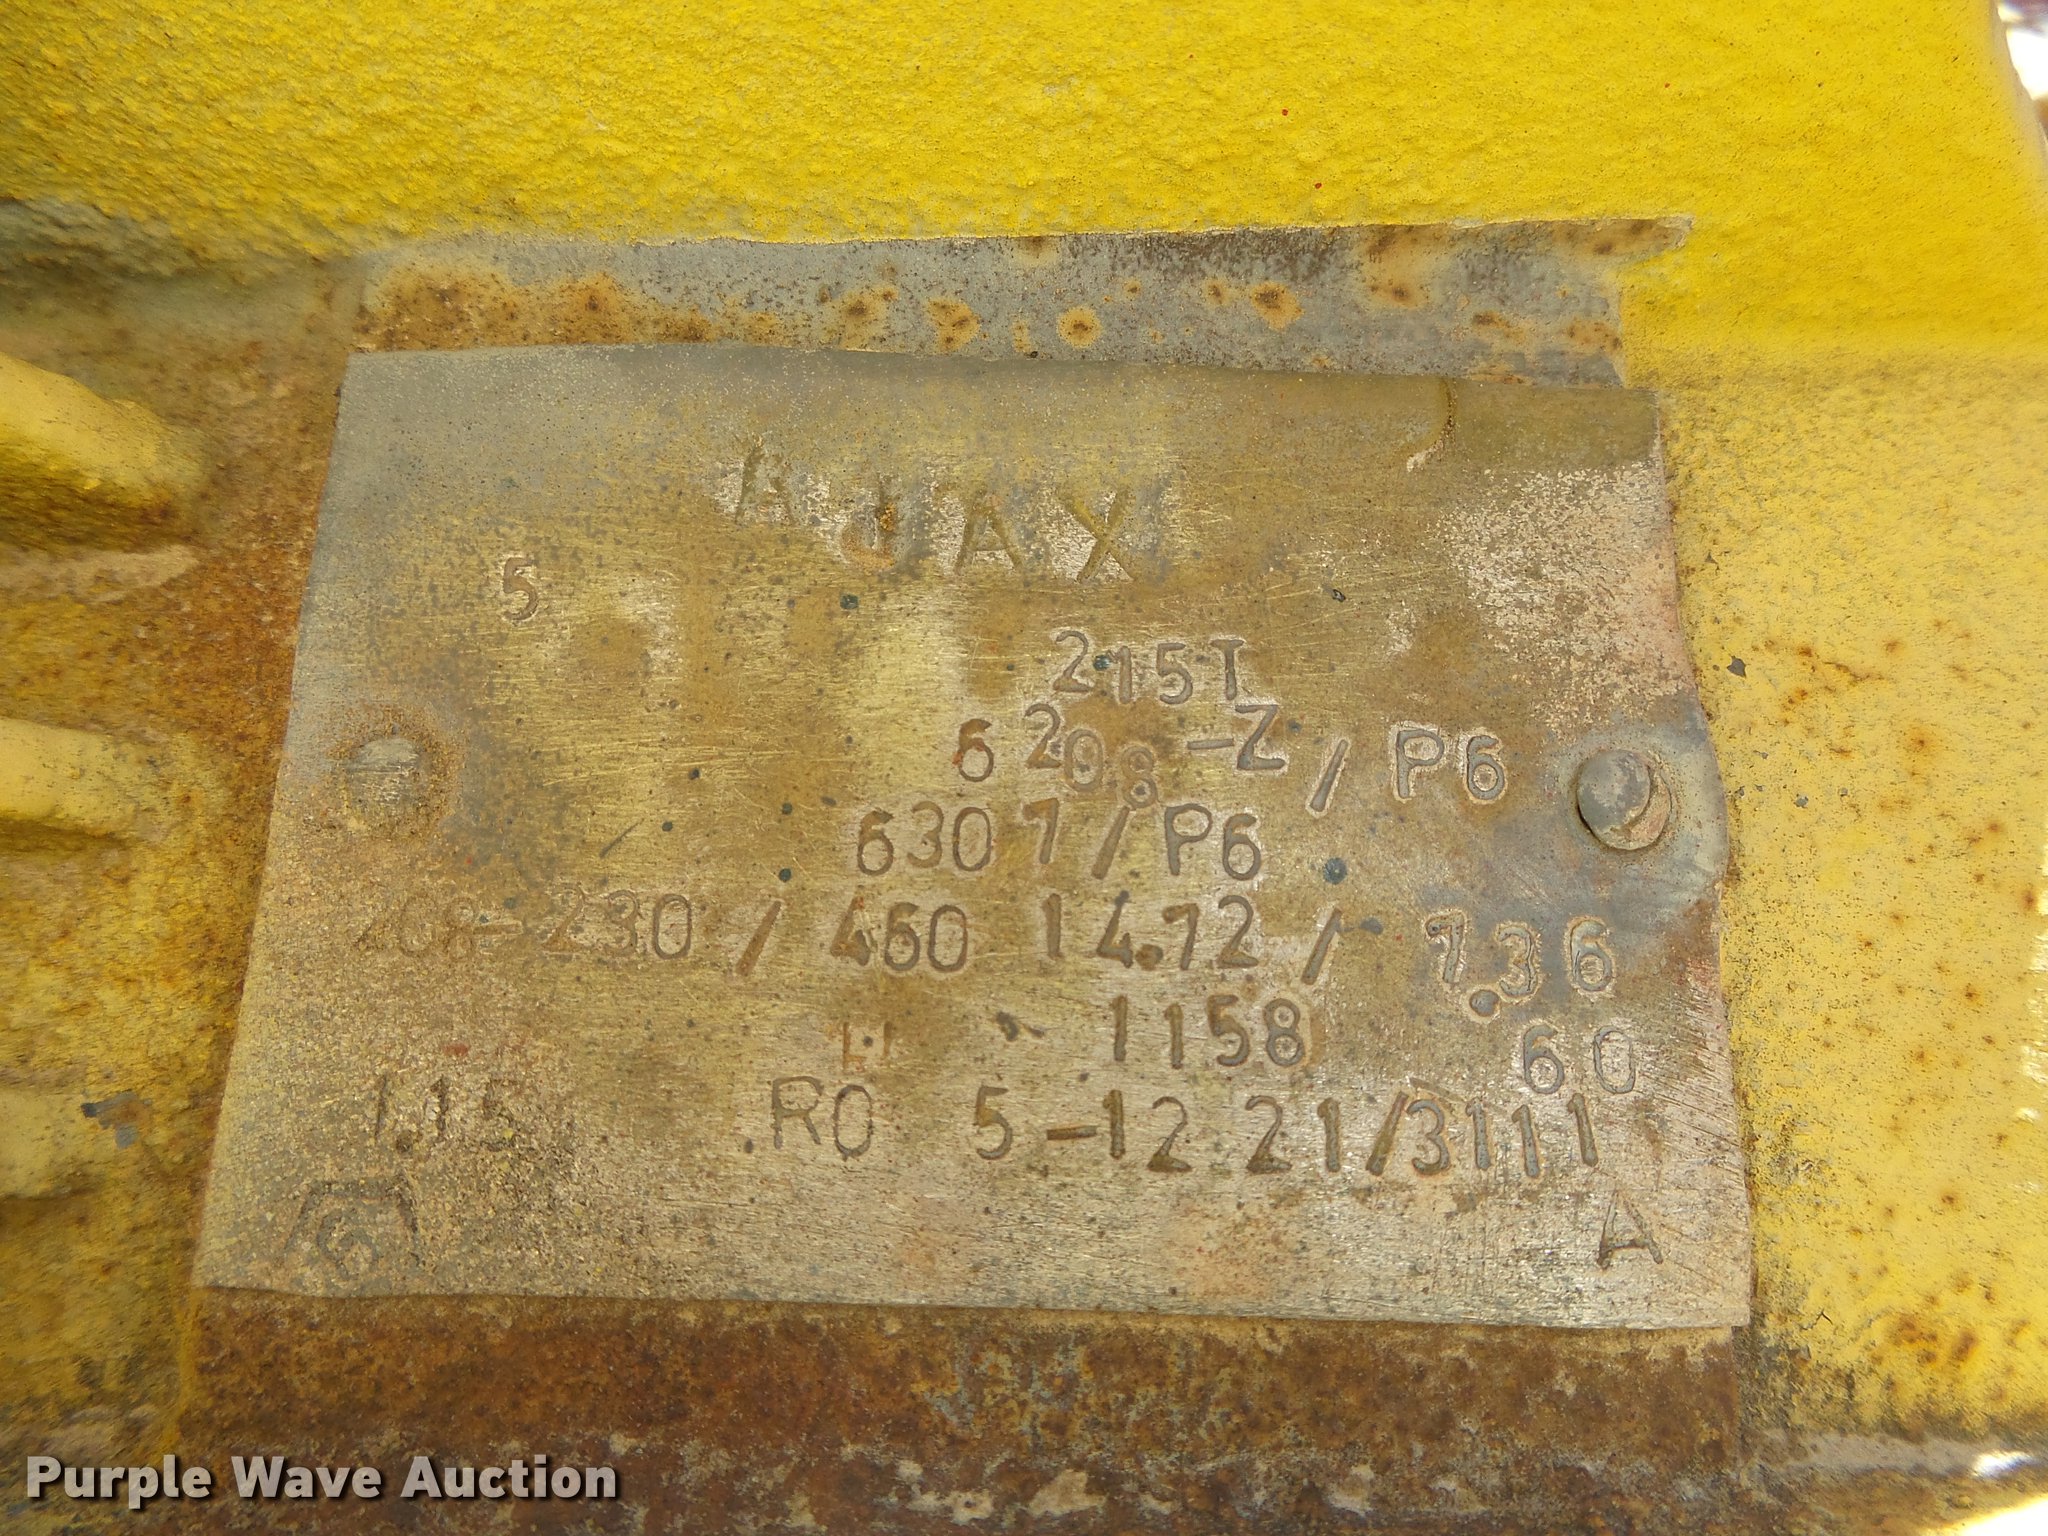 AJAX
5
215T
6208-Z / P6
6307 / P6
208-230 / 460 14.72 / 7.36
1158 60
1.15 RO 5-12 21/3111
G A
Purple Wave Auction